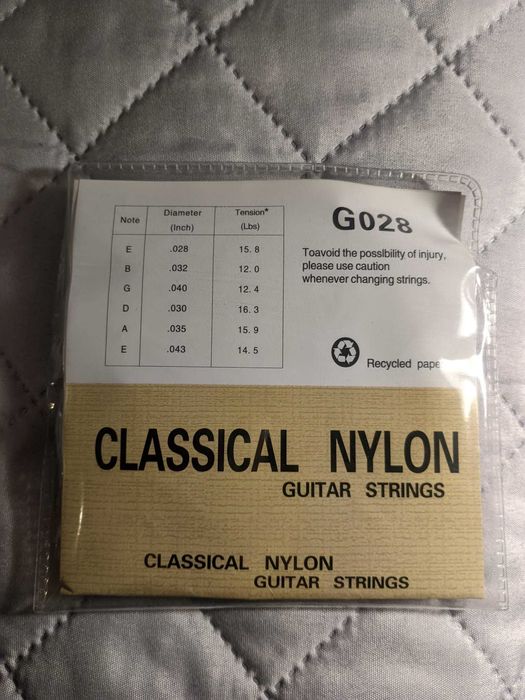 Note Diameter (Inch) Tension* (Lbs)
E .028 15.8
B .032 12.0
G .040 12.4
D .030 16.3
A .035 15.9
E .043 14.5
G028
Toavoid the possibility of injury,
please use caution
whenever changing strings.
Recycled pape
CLASSICAL NYLON
GUITAR STRINGS
CLASSICAL NYLON
GUITAR STRINGS